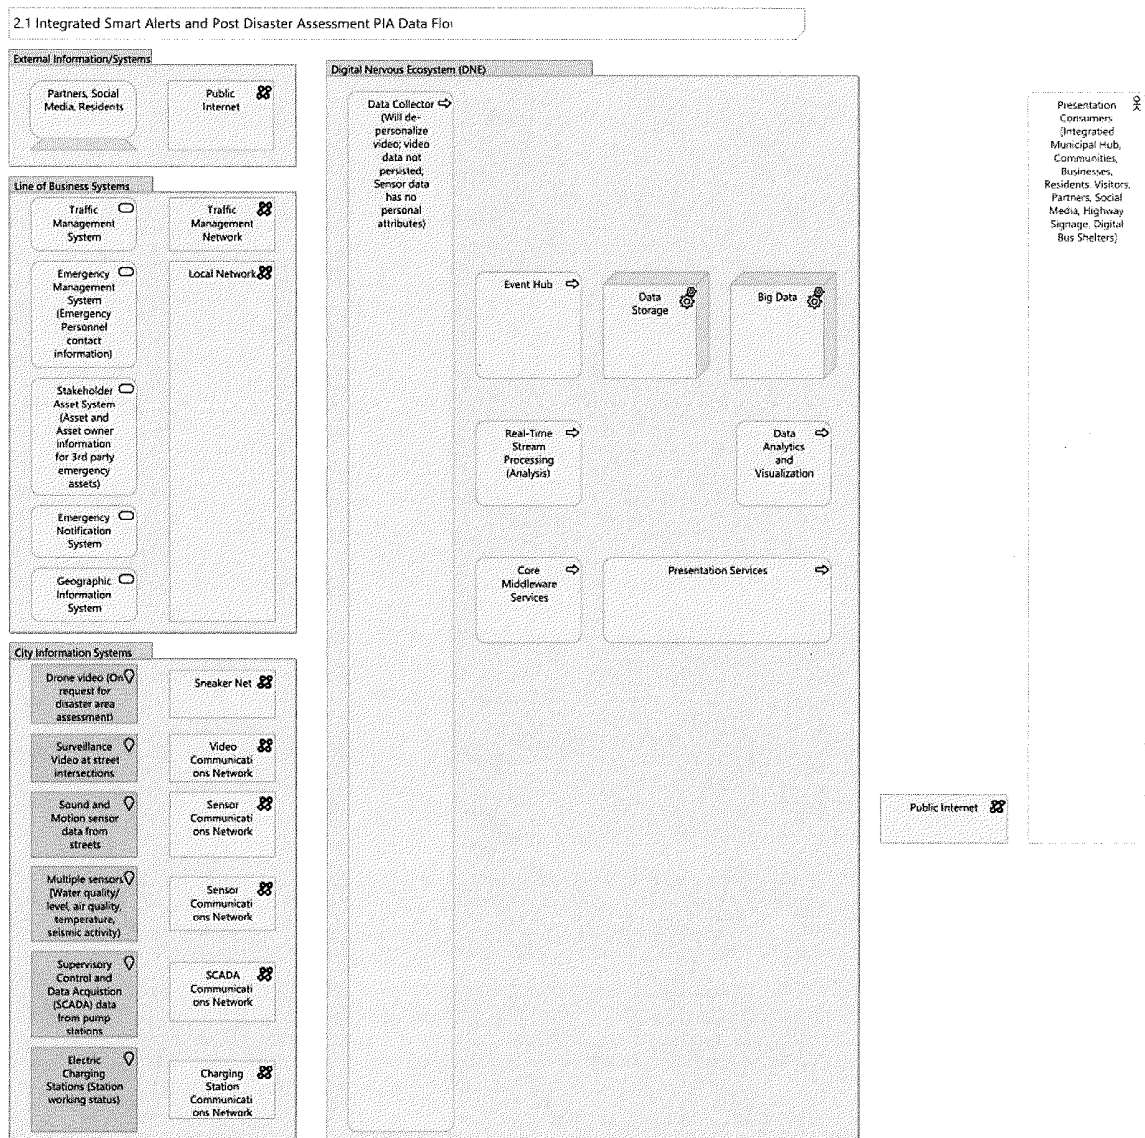 2.1 Integrated Smart Alerts and Post Disaster Assessment PIA Data Flo
External Information/Systems
Partners, Social
Media, Residents
Public
Internet
Line of Business Systems
Traffic
Management
System
Traffic
Management
Network
Emergency
Management
System
(Emergency
Personnel
contact
information)
Local Network
Stakeholder
Asset System
(Asset and
Asset owner
information
for 3rd party
emergency
assets)
Emergency
Notification
System
Geographic
Information
System
City Information Systems
Drone video (On
request for
disaster area
assessment)
Sneaker Net
Surveillance
Video at street
intersections
Video
Communicati
ons Network
Sound and
Motion sensor
data from
streets
Sensor
Communicati
ons Network
Multiple sensors
(Water quality/
level, air quality,
temperature,
seismic activity)
Sensor
Communicati
ons Network
Supervisory
Control and
Data Acquistion
(SCADA) data
from pump
stations
SCADA
Communicati
ons Network
Electric
Charging
Stations (Station
working status)
Charging
Station
Communicati
ons Network
Digital Nervous Ecosystem (DNE)
Data Collector
(Will de-
personalize
video; video
data not
persisted;
Sensor data
has no
personal
attributes)
Event Hub
Data
Storage
Big Data
Real-Time
Stream
Processing
(Analysis)
Data
Analytics
and
Visualization
Core
Middleware
Services
Presentation Services
Public Internet
Presentation
Consumers
(Integratied
Municipal Hub,
Communities,
Businesses,
Residents, Visitors,
Partners, Social
Media, Highway
Signage, Digital
Bus Shelters)